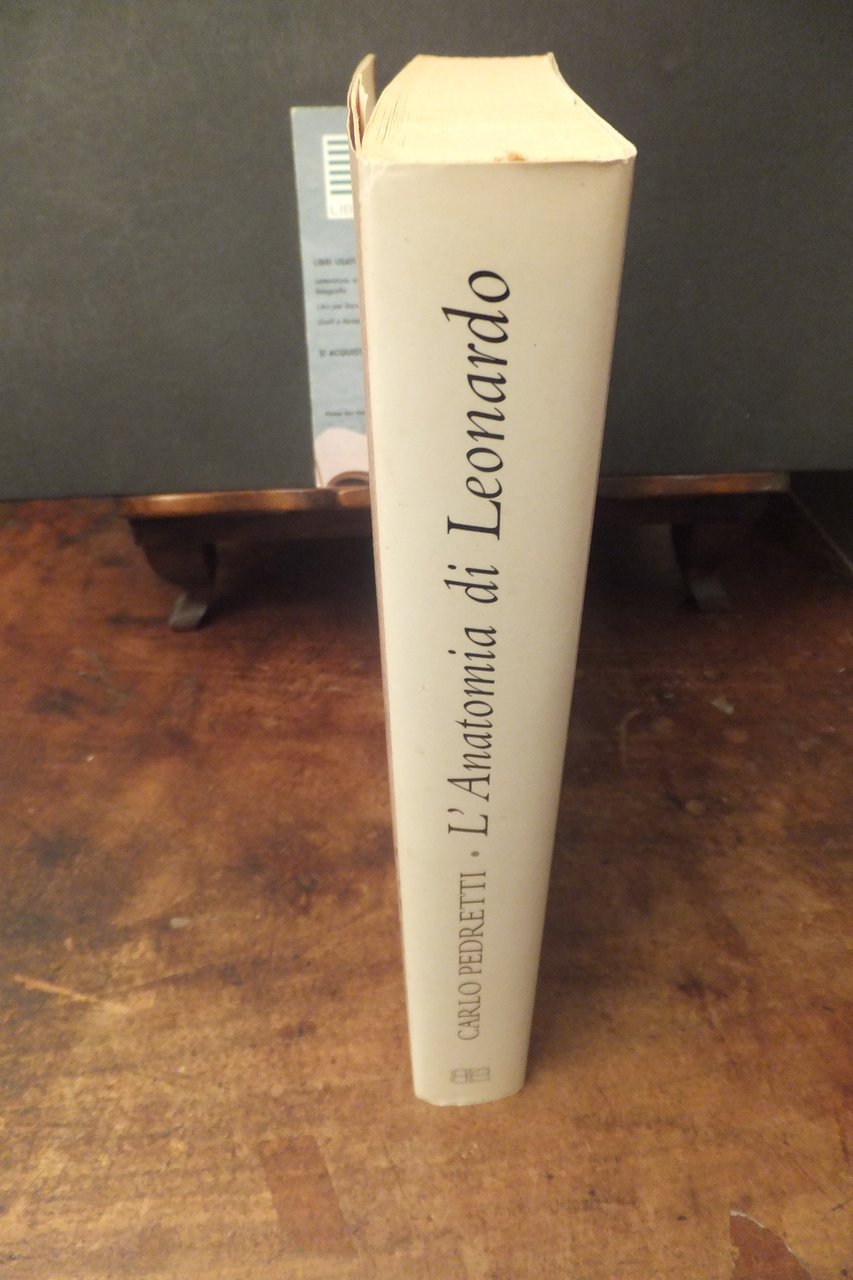 CARLO PEDRETTI • L'Anatomia di Leonardo
LIBRI USATI
SI ACQUIST